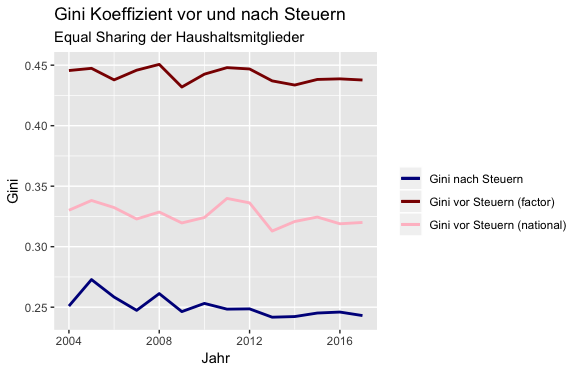 Gini Koeffizient vor und nach Steuern
Equal Sharing der Haushaltsmitglieder
Gini
0.45
0.40
0.35
0.30
0.25
2004
2008
2012
2016
Jahr
Gini nach Steuern
Gini vor Steuern (factor)
Gini vor Steuern (national)